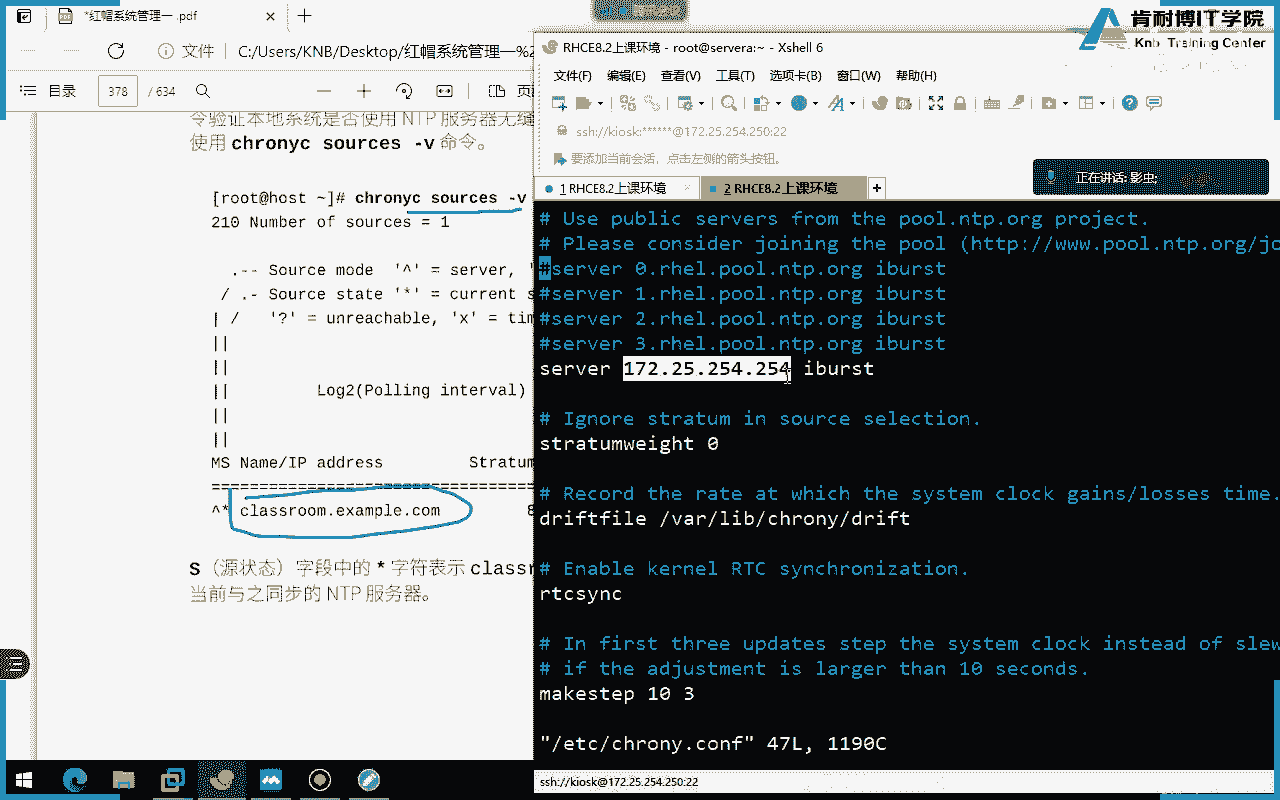 *红帽系统管理一 .pdf
文件
C:/Users/KNB/Desktop/红帽系统管理一%2
目录
378
/ 634
令验证本地系统是否使用 NTP 服务器无缝
使用 chronyc sources -v 命令。
[root@host ~]# chronyc sources -v
210 Number of sources = 1
.-- Source mode '^' = server, '
/ .- Source state '*' = current s
| / '?' = unreachable, 'x' = tim
||
||
|| Log2(Polling interval)
||
||
MS Name/IP address Stratum
^* classroom.example.com 8
S（源状态）字段中的 * 字符表示 classr
当前与之同步的 NTP 服务器。
肯耐博IT学院
Knb Training Center
RHCE8.2上课环境 - root@servera:~ - Xshell 6
文件(F) 编辑(E) 查看(V) 工具(T) 选项卡(B) 窗口(W) 帮助(H)
ssh://kiosk:******@172.25.254.250:22
要添加当前会话，点击左侧的箭头按钮。
正在讲话: 影虫;
1 RHCE8.2上课环境
2 RHCE8.2上课环境
# Use public servers from the pool.ntp.org project.
# Please consider joining the pool (http://www.pool.ntp.org/jo
#server 0.rhel.pool.ntp.org iburst
#server 1.rhel.pool.ntp.org iburst
#server 2.rhel.pool.ntp.org iburst
#server 3.rhel.pool.ntp.org iburst
server 172.25.254.254 iburst
# Ignore stratum in source selection.
stratumweight 0
# Record the rate at which the system clock gains/losses time.
driftfile /var/lib/chrony/drift
# Enable kernel RTC synchronization.
rtcsync
# In first three updates step the system clock instead of slew
# if the adjustment is larger than 10 seconds.
makestep 10 3
"/etc/chrony.conf" 47L, 1190C
ssh://kiosk@172.25.254.250:22